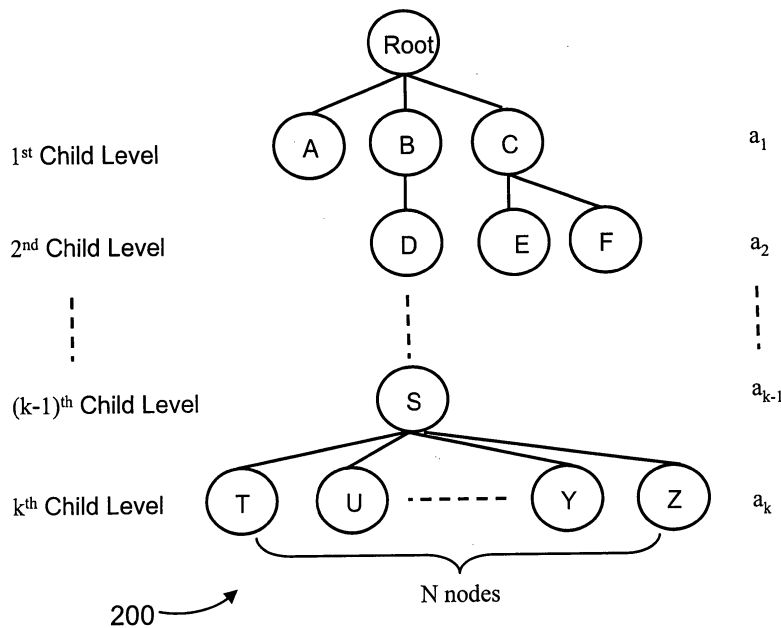 Root
1st Child Level A B C a1
2nd Child Level D E F a2
(k-1)th Child Level S ak-1
kth Child Level T U Y Z ak
N nodes
200